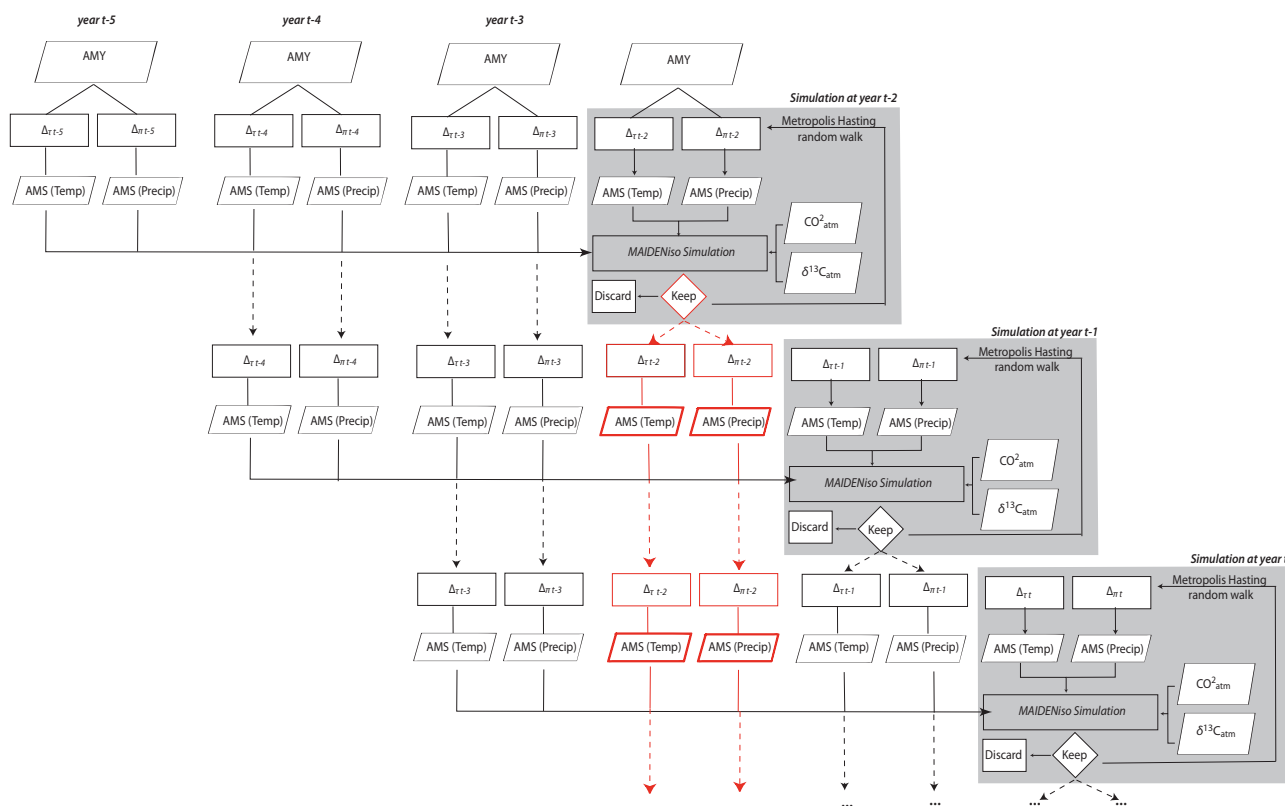 year t-5
year t-4
year t-3
AMY
AMY
AMY
AMY
Simulation at year t-2
Metropolis Hasting
random walk
Δτ t-5
Δπ t-5
Δτ t-4
Δπ t-4
Δτ t-3
Δπ t-3
Δτ t-2
Δπ t-2
AMS (Temp)
AMS (Precip)
AMS (Temp)
AMS (Precip)
AMS (Temp)
AMS (Precip)
AMS (Temp)
AMS (Precip)
CO²atm
MAIDENiso Simulation
δ¹³Catm
Discard
Keep
Simulation at year t-1
Metropolis Hasting
random walk
Δτ t-4
Δπ t-4
Δτ t-3
Δπ t-3
Δτ t-2
Δπ t-2
Δτ t-1
Δπ t-1
AMS (Temp)
AMS (Precip)
AMS (Temp)
AMS (Precip)
AMS (Temp)
AMS (Precip)
AMS (Temp)
AMS (Precip)
CO²atm
MAIDENiso Simulation
δ¹³Catm
Discard
Keep
Simulation at year t
Metropolis Hasting
random walk
Δτ t-3
Δπ t-3
Δτ t-2
Δπ t-2
Δτ t-1
Δπ t-1
Δτ t
Δπ t
AMS (Temp)
AMS (Precip)
AMS (Temp)
AMS (Precip)
AMS (Temp)
AMS (Precip)
AMS (Temp)
AMS (Precip)
CO²atm
MAIDENiso Simulation
δ¹³Catm
Discard
Keep
...
...
...
...